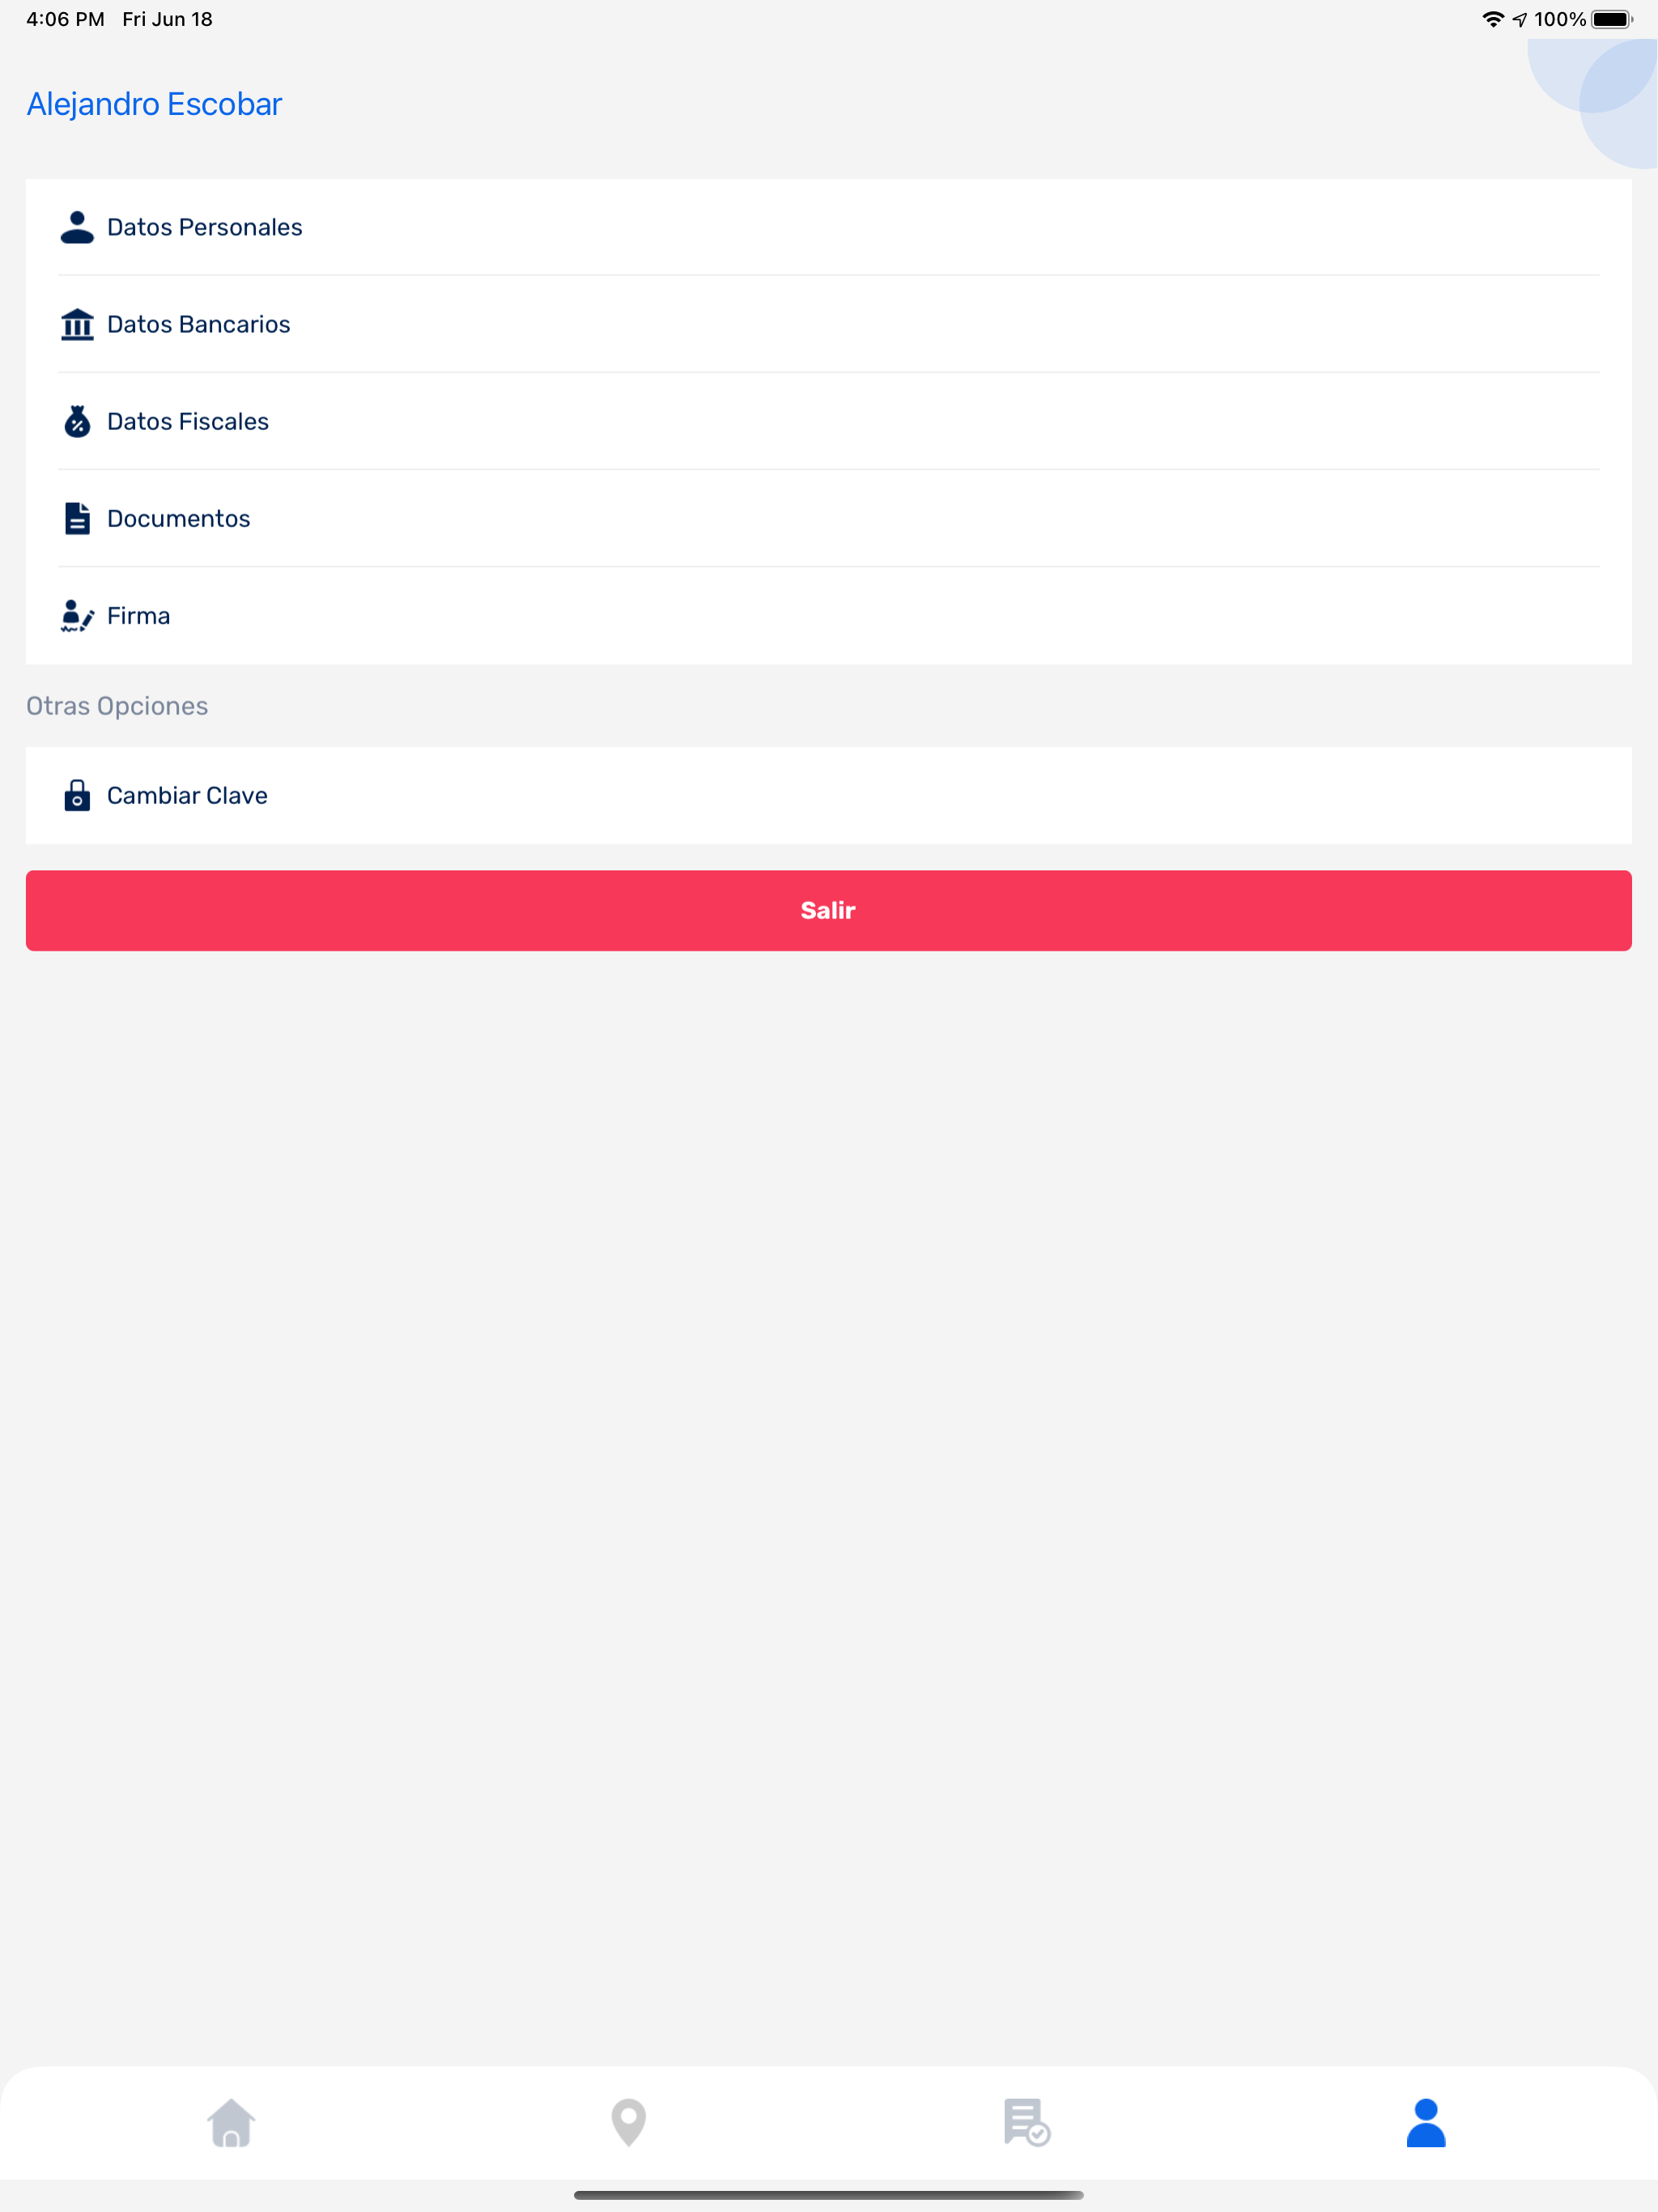 4:06 PM Fri Jun 18 100%
Alejandro Escobar
Datos Personales
Datos Bancarios
Datos Fiscales
Documentos
Firma
Otras Opciones
Cambiar Clave
Salir